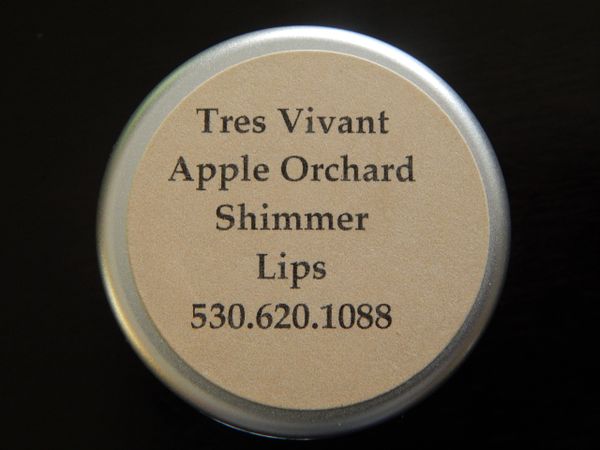 Tres Vivant
Apple Orchard
Shimmer
Lips
530.620.1088